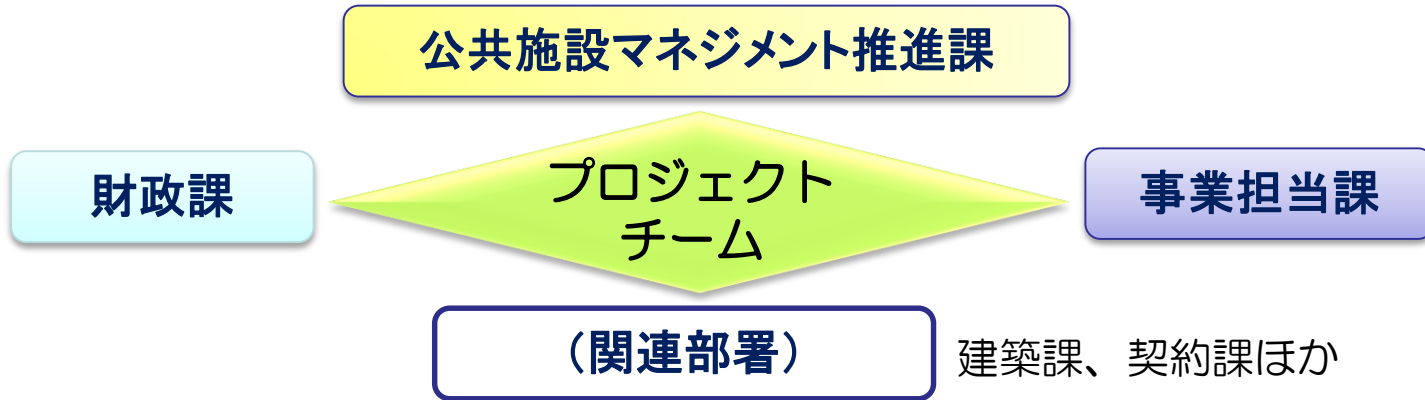 公共施設マネジメント推進課
財政課
プロジェクト
チーム
事業担当課
（関連部署）
建築課、契約課ほか